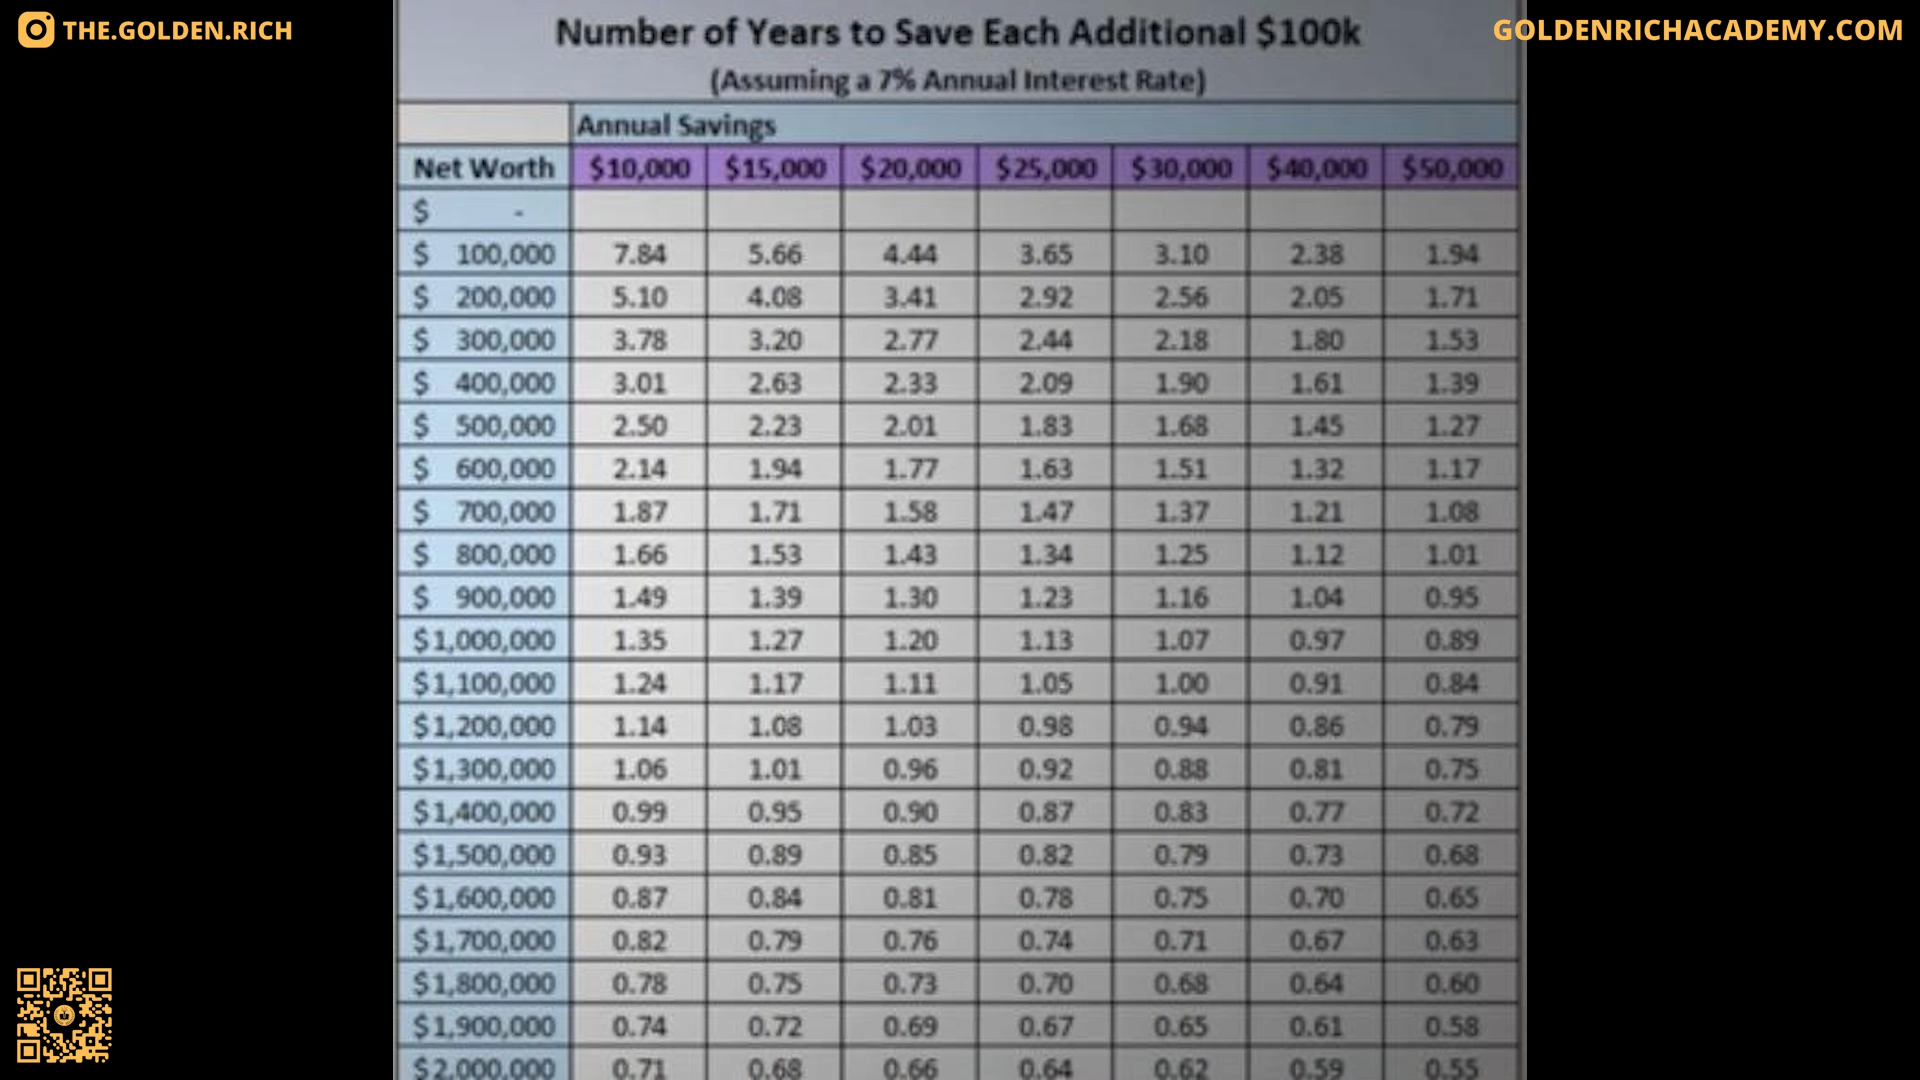 THE.GOLDEN.RICH
GOLDENRICHACADEMY.COM
Number of Years to Save Each Additional $100k
(Assuming a 7% Annual Interest Rate)
Annual Savings
Net Worth $10,000 $15,000 $20,000 $25,000 $30,000 $40,000 $50,000
$ -
$ 100,000 7.84 5.66 4.44 3.65 3.10 2.38 1.94
$ 200,000 5.10 4.08 3.41 2.92 2.56 2.05 1.71
$ 300,000 3.78 3.20 2.77 2.44 2.18 1.80 1.53
$ 400,000 3.01 2.63 2.33 2.09 1.90 1.61 1.39
$ 500,000 2.50 2.23 2.01 1.83 1.68 1.45 1.27
$ 600,000 2.14 1.94 1.77 1.63 1.51 1.32 1.17
$ 700,000 1.87 1.71 1.58 1.47 1.37 1.21 1.08
$ 800,000 1.66 1.53 1.43 1.34 1.25 1.12 1.01
$ 900,000 1.49 1.39 1.30 1.23 1.16 1.04 0.95
$1,000,000 1.35 1.27 1.20 1.13 1.07 0.97 0.89
$1,100,000 1.24 1.17 1.11 1.05 1.00 0.91 0.84
$1,200,000 1.14 1.08 1.03 0.98 0.94 0.86 0.79
$1,300,000 1.06 1.01 0.96 0.92 0.88 0.81 0.75
$1,400,000 0.99 0.95 0.90 0.87 0.83 0.77 0.72
$1,500,000 0.93 0.89 0.85 0.82 0.79 0.73 0.68
$1,600,000 0.87 0.84 0.81 0.78 0.75 0.70 0.65
$1,700,000 0.82 0.79 0.76 0.74 0.71 0.67 0.63
$1,800,000 0.78 0.75 0.73 0.70 0.68 0.64 0.60
$1,900,000 0.74 0.72 0.69 0.67 0.65 0.61 0.58
$2,000,000 0.71 0.68 0.66 0.64 0.62 0.59 0.55